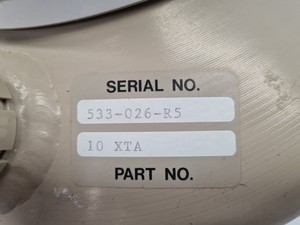 SERIAL NO.
533-026-R5
10 XTA
PART NO.